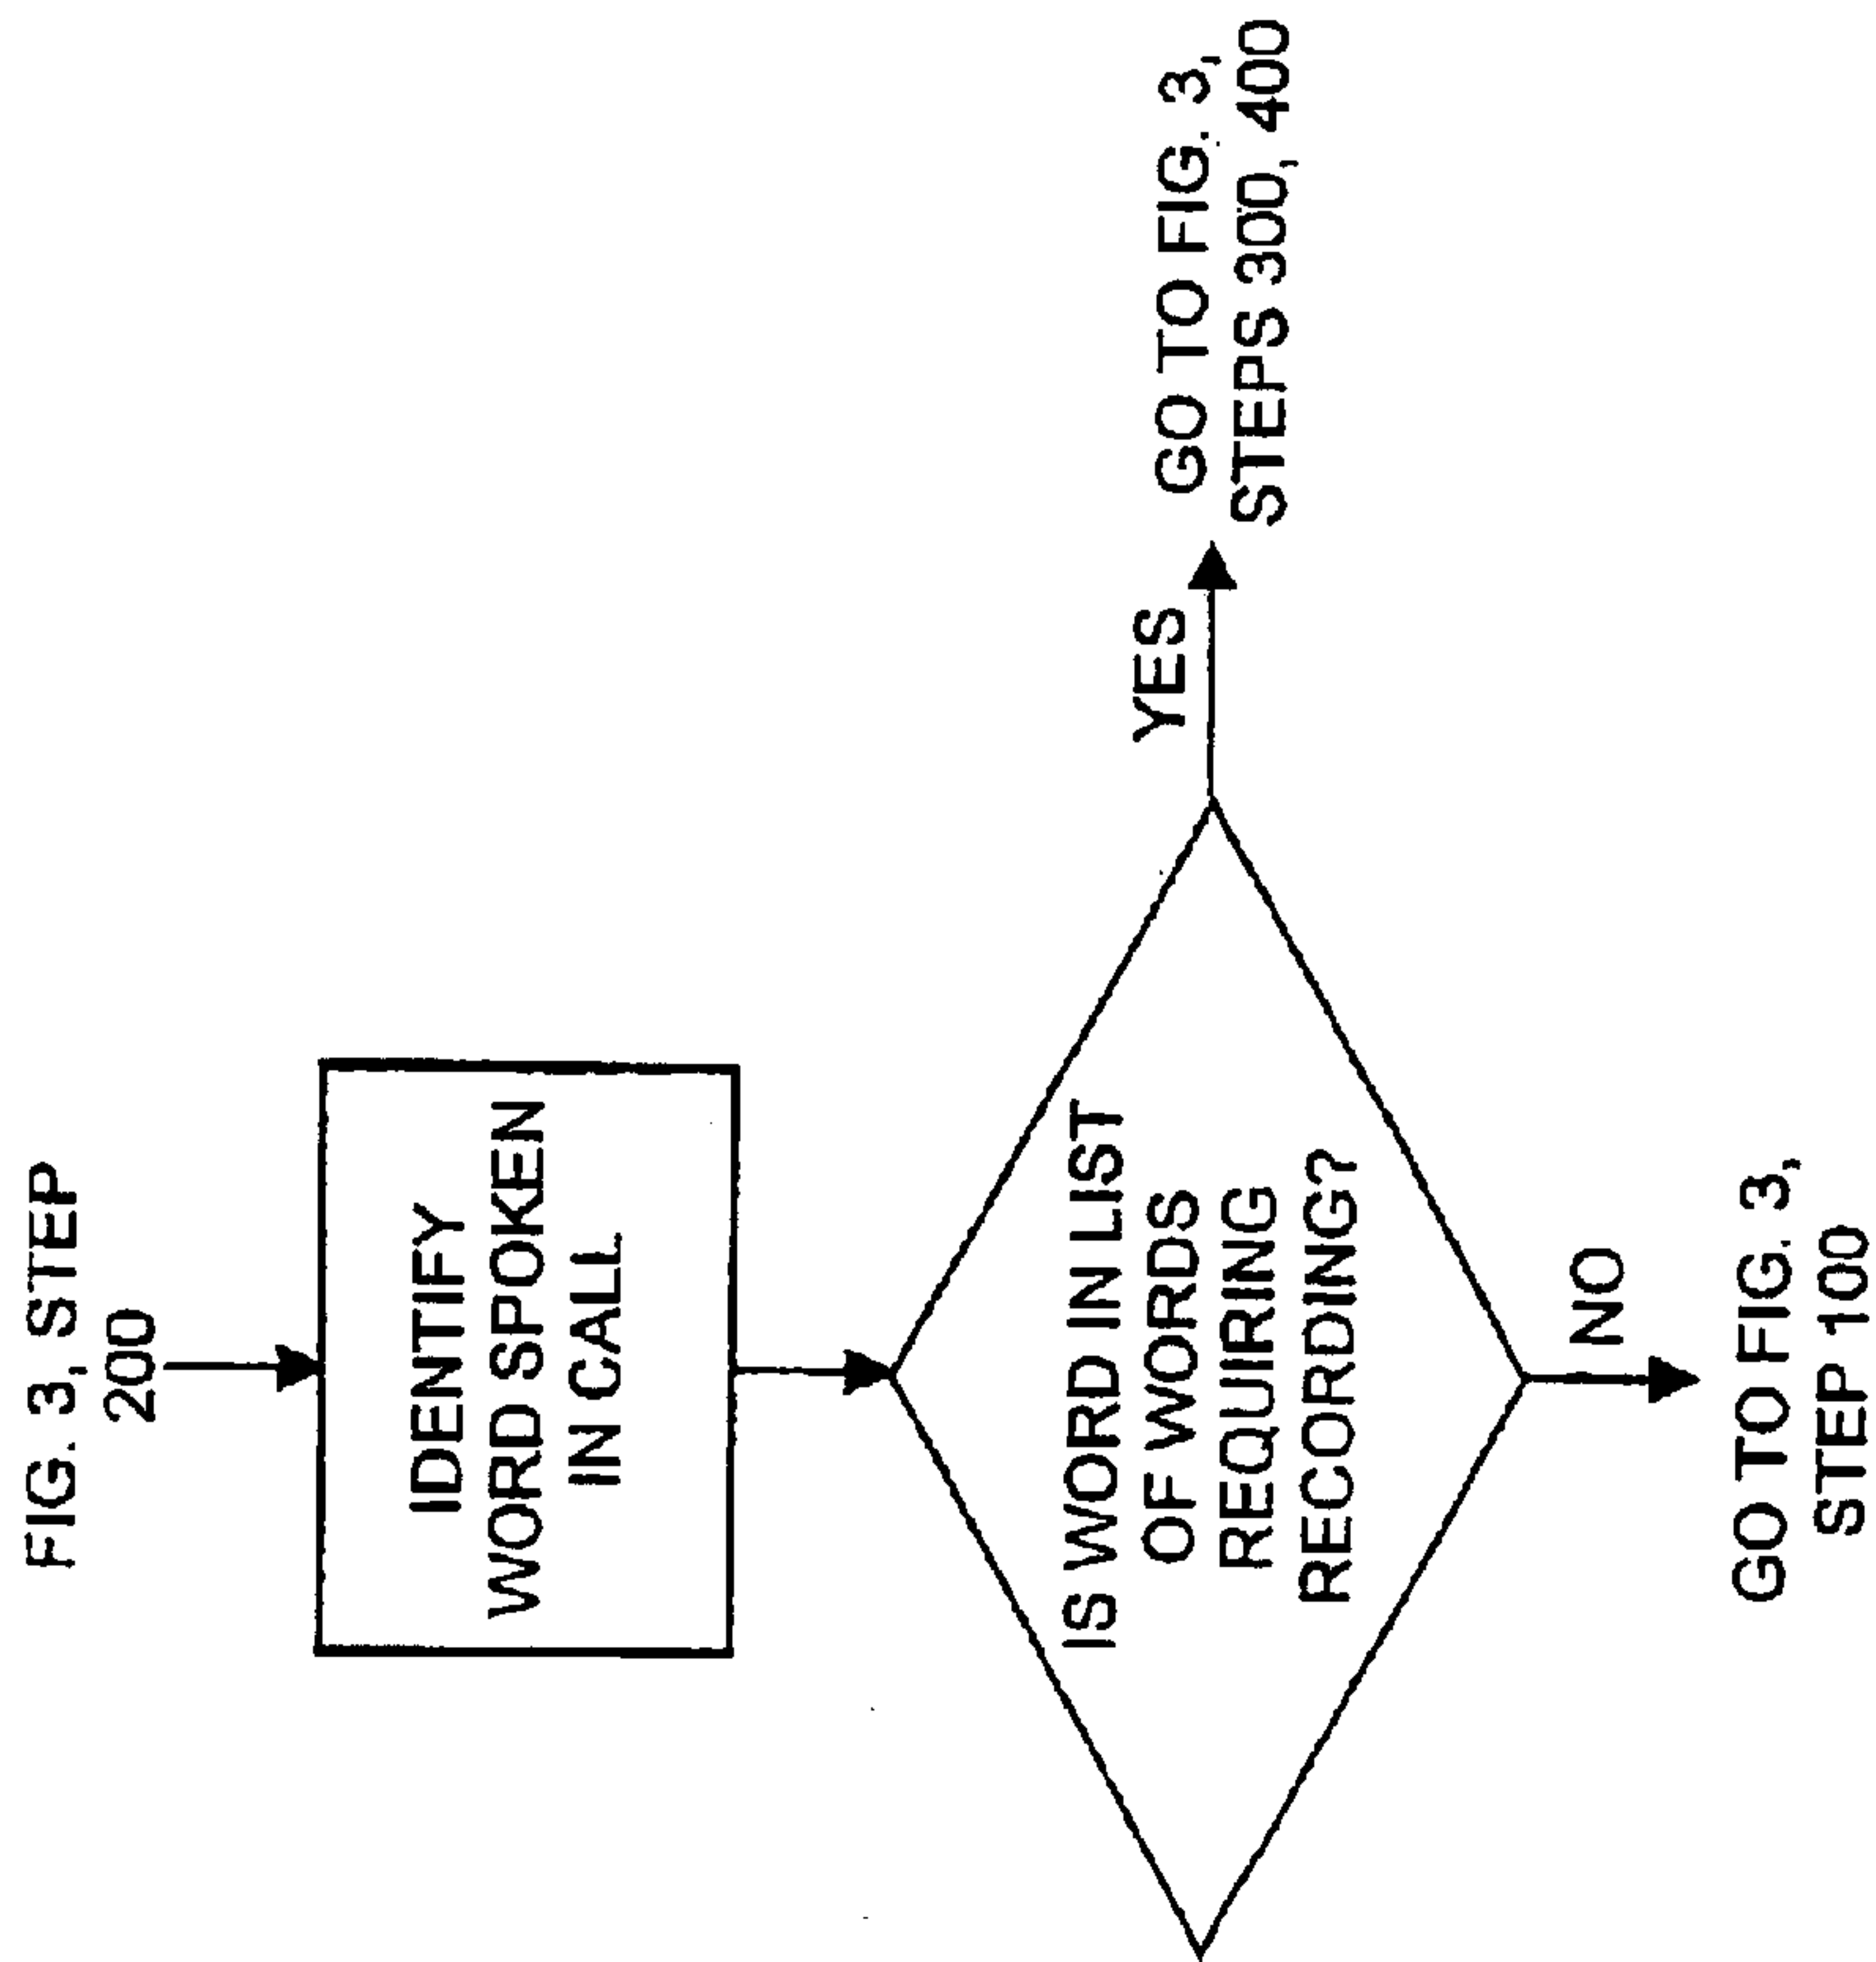 FIG. 3, STEP
200
IDENTIFY
WORD SPOKEN
IN CALL
IS WORD IN LIST
OF WORDS
REQUIRING
RECORDING?
YES
GO TO FIG. 3,
STEPS 300, 400
NO
GO TO FIG. 3,
STEP 100